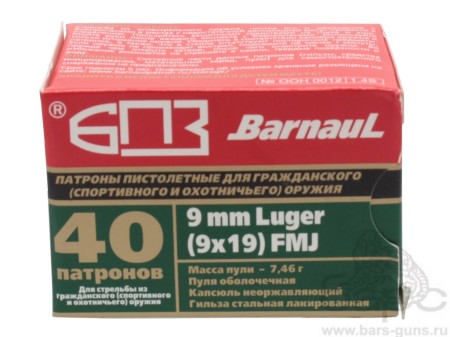 № ООН 0012 1.4S
® БПЗ Barnaul
ПАТРОНЫ ПИСТОЛЕТНЫЕ ДЛЯ ГРАЖДАНСКОГО
(СПОРТИВНОГО И ОХОТНИЧЬЕГО) ОРУЖИЯ
40
патронов
Для стрельбы из
гражданского (спортивного
и охотничьего) оружия
9 mm Luger
(9x19) FMJ
Масса пули – 7,46 г
Пуля оболочечная
Капсюль неоржавляющий
Гильза стальная лакированная
www.bars-guns.ru